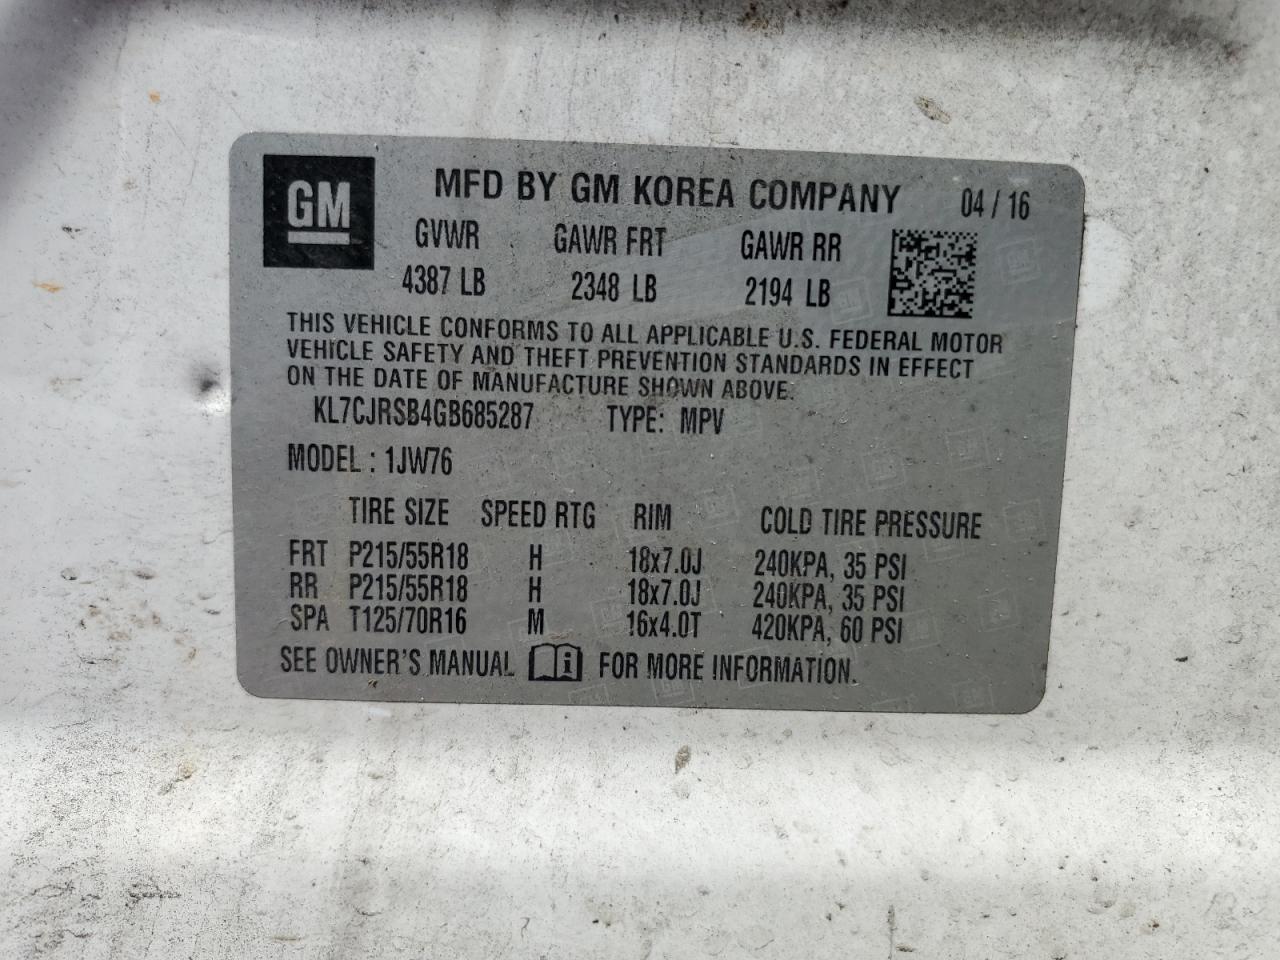 GM
MFD BY GM KOREA COMPANY 04 / 16
GVWR GAWR FRT GAWR RR
4387 LB 2348 LB 2194 LB
THIS VEHICLE CONFORMS TO ALL APPLICABLE U.S. FEDERAL MOTOR
VEHICLE SAFETY AND THEFT PREVENTION STANDARDS IN EFFECT
ON THE DATE OF MANUFACTURE SHOWN ABOVE.
KL7CJRSB4GB685287 TYPE: MPV
MODEL : 1JW76
TIRE SIZE SPEED RTG RIM COLD TIRE PRESSURE
FRT P215/55R18 H 18x7.0J 240KPA, 35 PSI
RR P215/55R18 H 18x7.0J 240KPA, 35 PSI
SPA T125/70R16 M 16x4.0T 420KPA, 60 PSI
SEE OWNER'S MANUAL i FOR MORE INFORMATION.